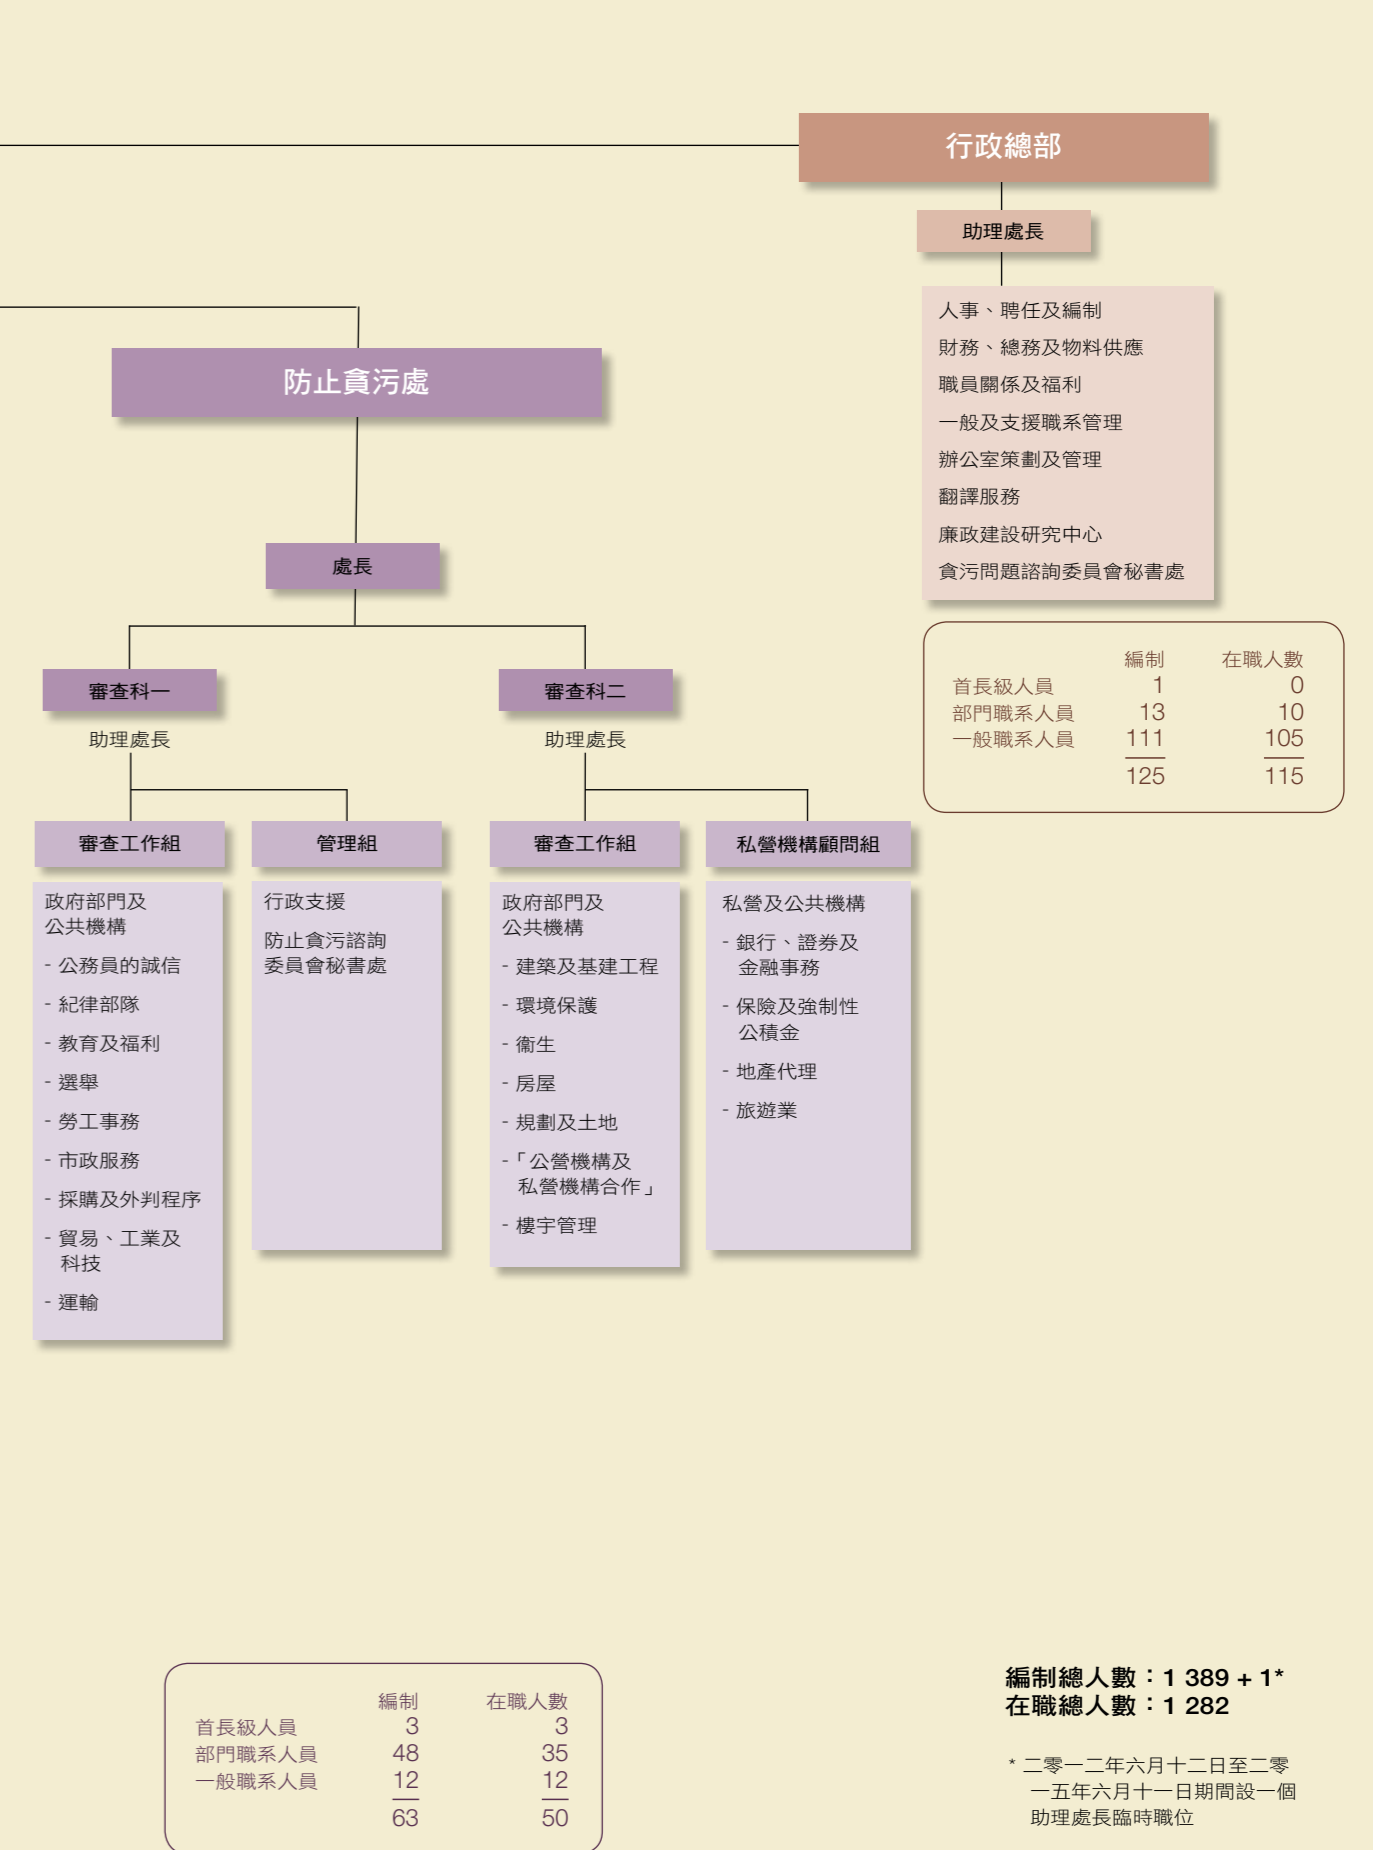 行政總部
助理處長
人事、聘任及編制
財務、總務及物料供應
職員關係及福利
一般及支援職系管理
辦公室策劃及管理
翻譯服務
廉政建設研究中心
貪污問題諮詢委員會秘書處
編制 在職人數
首長級人員 1 0
部門職系人員 13 10
一般職系人員 111 105
125 115
防止貪污處
處長
審查科一
助理處長
審查工作組
政府部門及
公共機構
- 公務員的誠信
- 紀律部隊
- 教育及福利
- 選舉
- 勞工事務
- 市政服務
- 採購及外判程序
- 貿易、工業及
科技
- 運輸
管理組
行政支援
防止貪污諮詢
委員會秘書處
審查科二
助理處長
審查工作組
政府部門及
公共機構
- 建築及基建工程
- 環境保護
- 衞生
- 房屋
- 規劃及土地
-「公營機構及
私營機構合作」
- 樓宇管理
私營機構顧問組
私營及公共機構
- 銀行、證券及
金融事務
- 保險及強制性
公積金
- 地產代理
- 旅遊業
編制 在職人數
首長級人員 3 3
部門職系人員 48 35
一般職系人員 12 12
63 50
編制總人數：1 389 + 1*
在職總人數：1 282
* 二零一二年六月十二日至二零
一五年六月十一日期間設一個
助理處長臨時職位